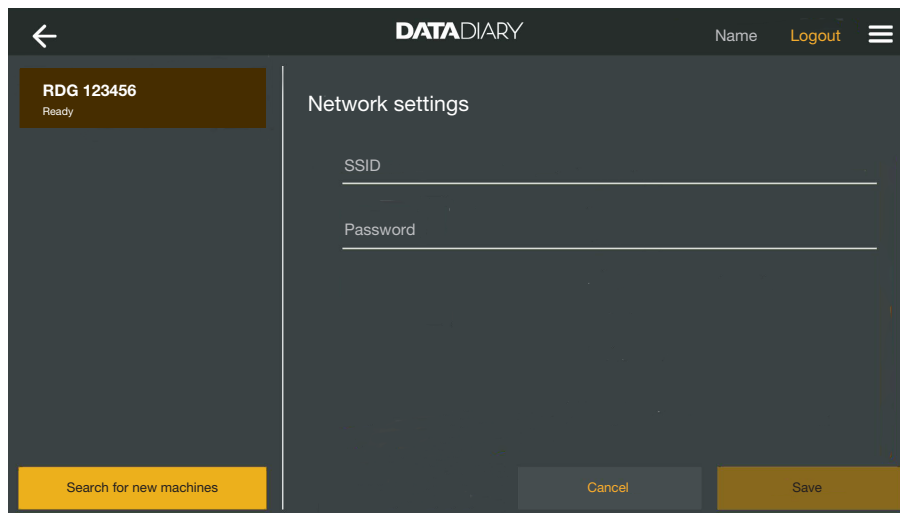 DATADIARY
Name
Logout
RDG 123456
Ready
Network settings
SSID
Password
Search for new machines
Cancel
Save